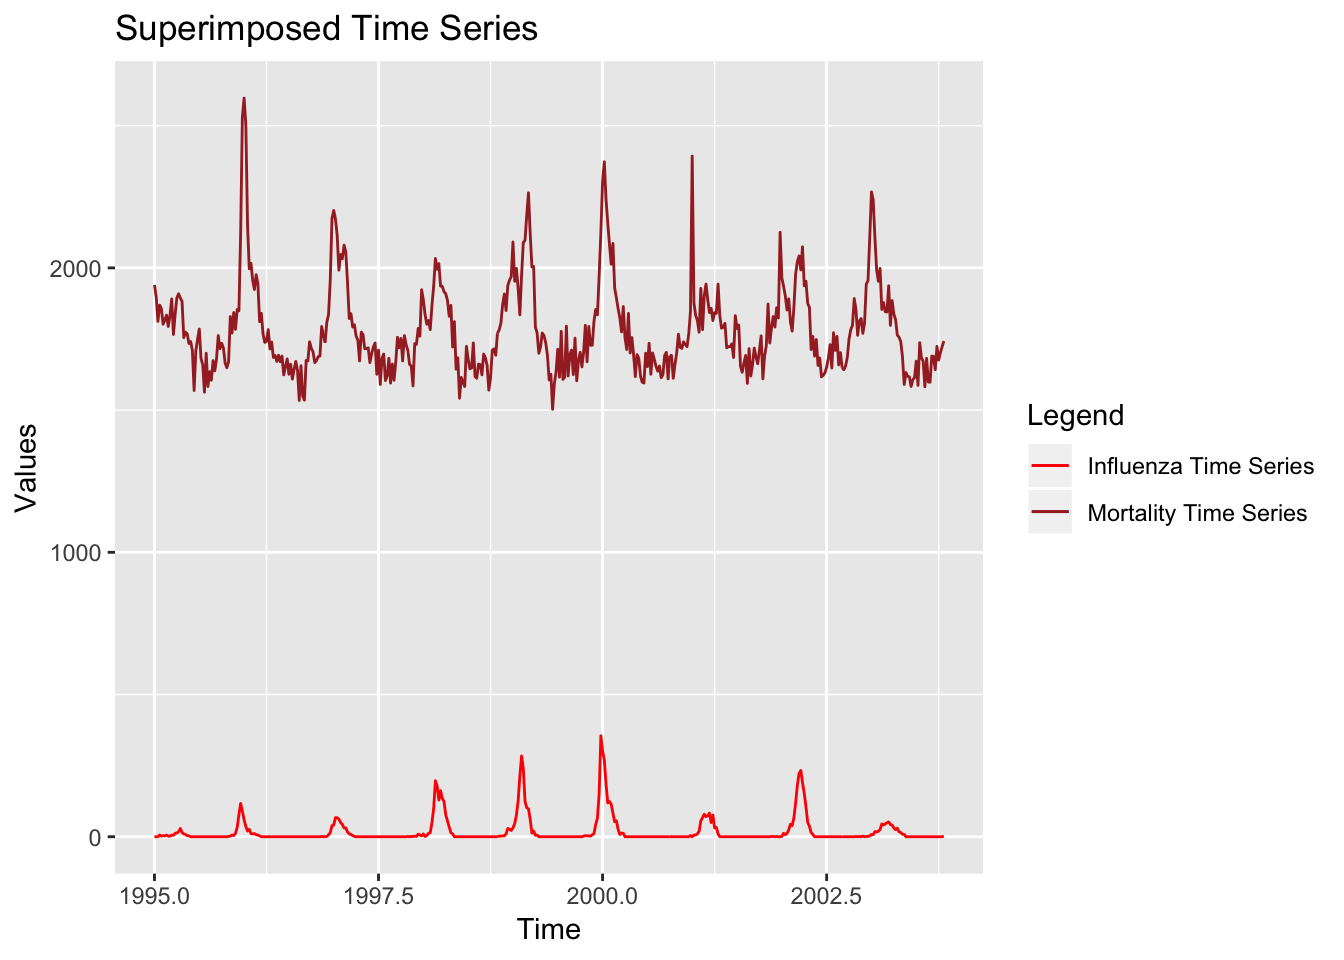 Superimposed Time Series
Values
2000
1000
0
1995.0 1997.5 2000.0 2002.5
Time
Legend
Influenza Time Series
Mortality Time Series